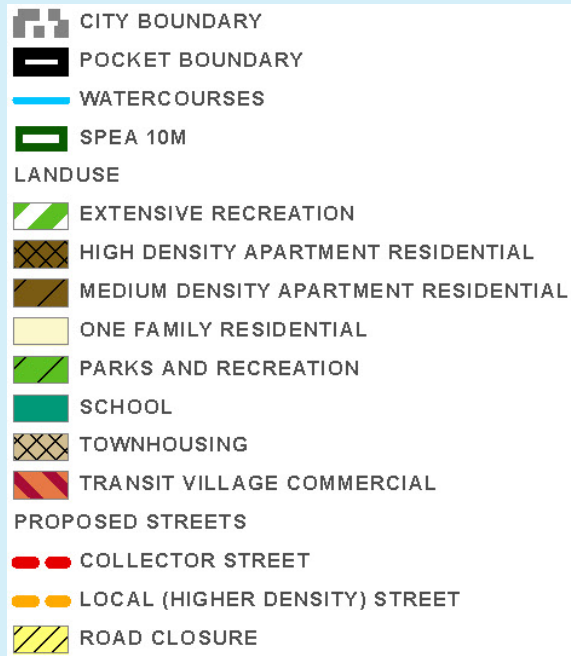 CITY BOUNDARY
POCKET BOUNDARY
WATERCOURSES
SPEA 10M
LANDUSE
EXTENSIVE RECREATION
HIGH DENSITY APARTMENT RESIDENTIAL
MEDIUM DENSITY APARTMENT RESIDENTIAL
ONE FAMILY RESIDENTIAL
PARKS AND RECREATION
SCHOOL
TOWNHOUSING
TRANSIT VILLAGE COMMERCIAL
PROPOSED STREETS
COLLECTOR STREET
LOCAL (HIGHER DENSITY) STREET
ROAD CLOSURE